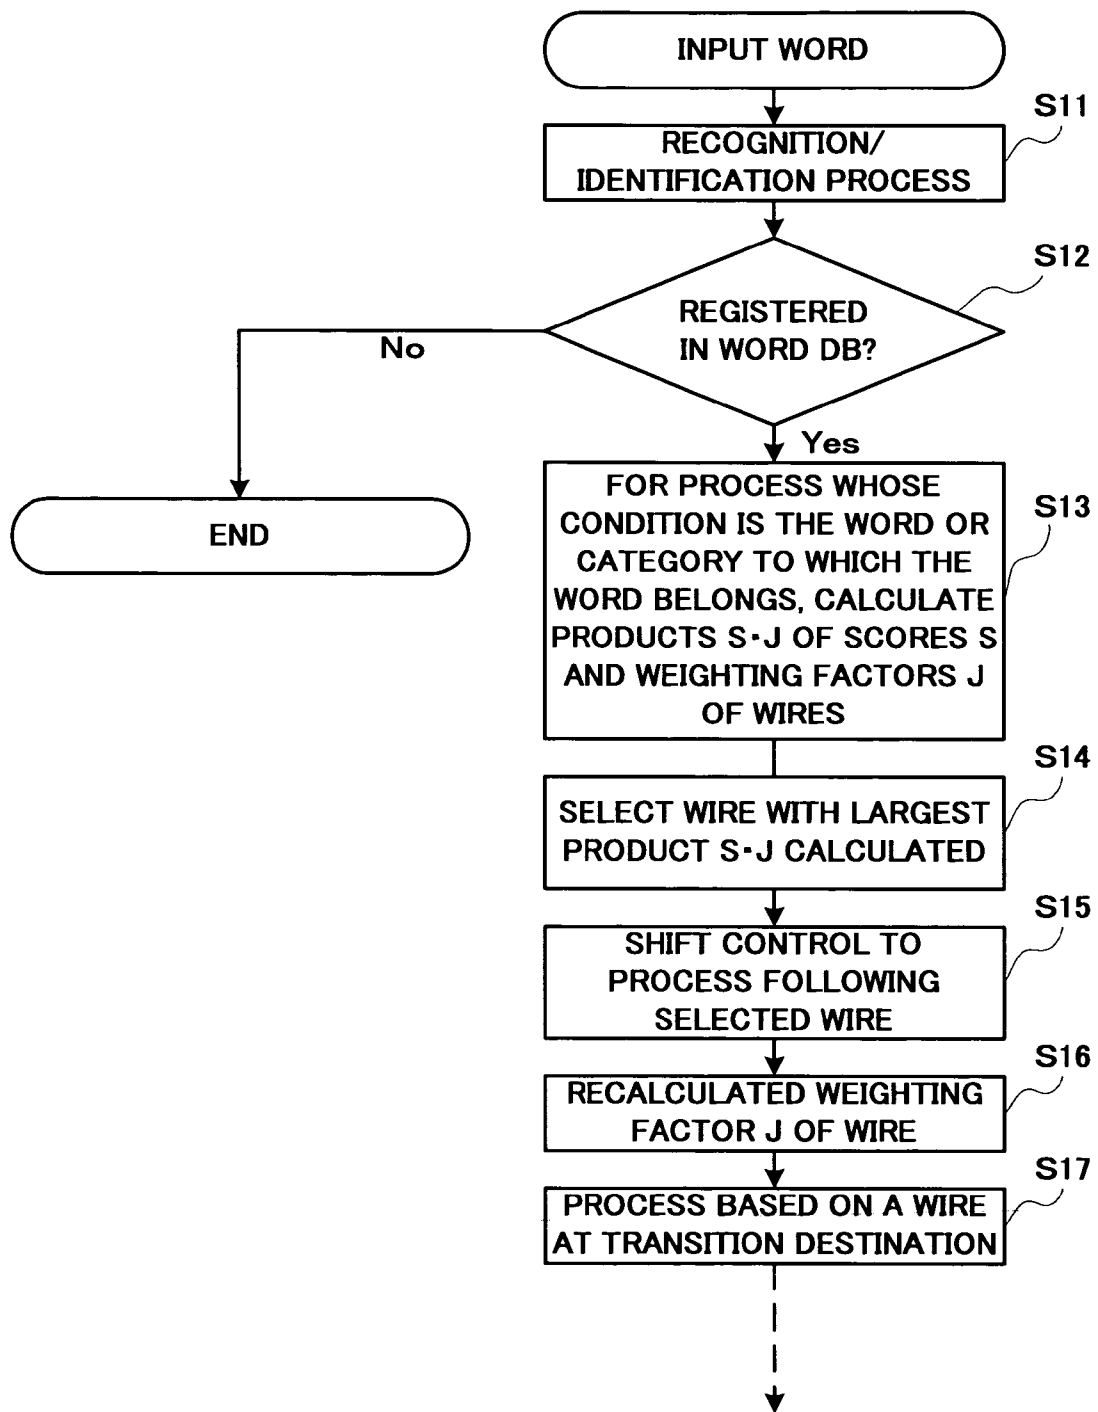 INPUT WORD
S11
RECOGNITION/
IDENTIFICATION PROCESS
S12
REGISTERED
IN WORD DB?
No
Yes
END
S13
FOR PROCESS WHOSE
CONDITION IS THE WORD OR
CATEGORY TO WHICH THE
WORD BELONGS, CALCULATE
PRODUCTS S・J OF SCORES S
AND WEIGHTING FACTORS J
OF WIRES
S14
SELECT WIRE WITH LARGEST
PRODUCT S・J CALCULATED
S15
SHIFT CONTROL TO
PROCESS FOLLOWING
SELECTED WIRE
S16
RECALCULATED WEIGHTING
FACTOR J OF WIRE
S17
PROCESS BASED ON A WIRE
AT TRANSITION DESTINATION